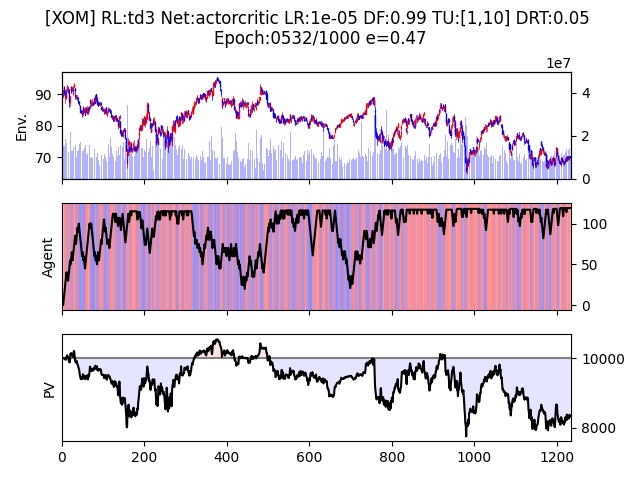 [XOM] RL:td3 Net:actorcritic LR:1e-05 DF:0.99 TU:[1,10] DRT:0.05
Epoch:0532/1000 e=0.47
1e7
90
80
70
Env.
4
2
0
Agent
100
50
0
PV
10000
8000
0 200 400 600 800 1000 1200